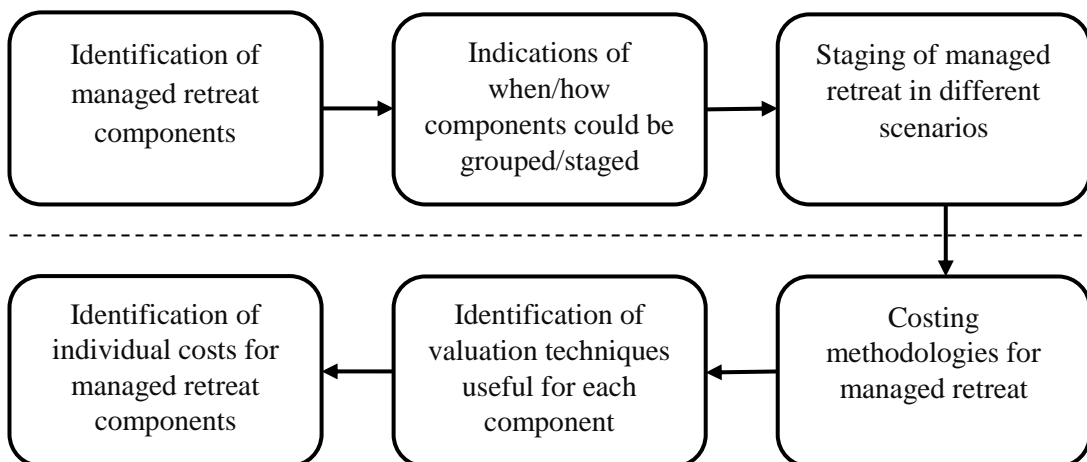 Identification of
managed retreat
components
Indications of
when/how
components could be
grouped/staged
Staging of managed
retreat in different
scenarios
Costing
methodologies for
managed retreat
Identification of
valuation techniques
useful for each
component
Identification of
individual costs for
managed retreat
components